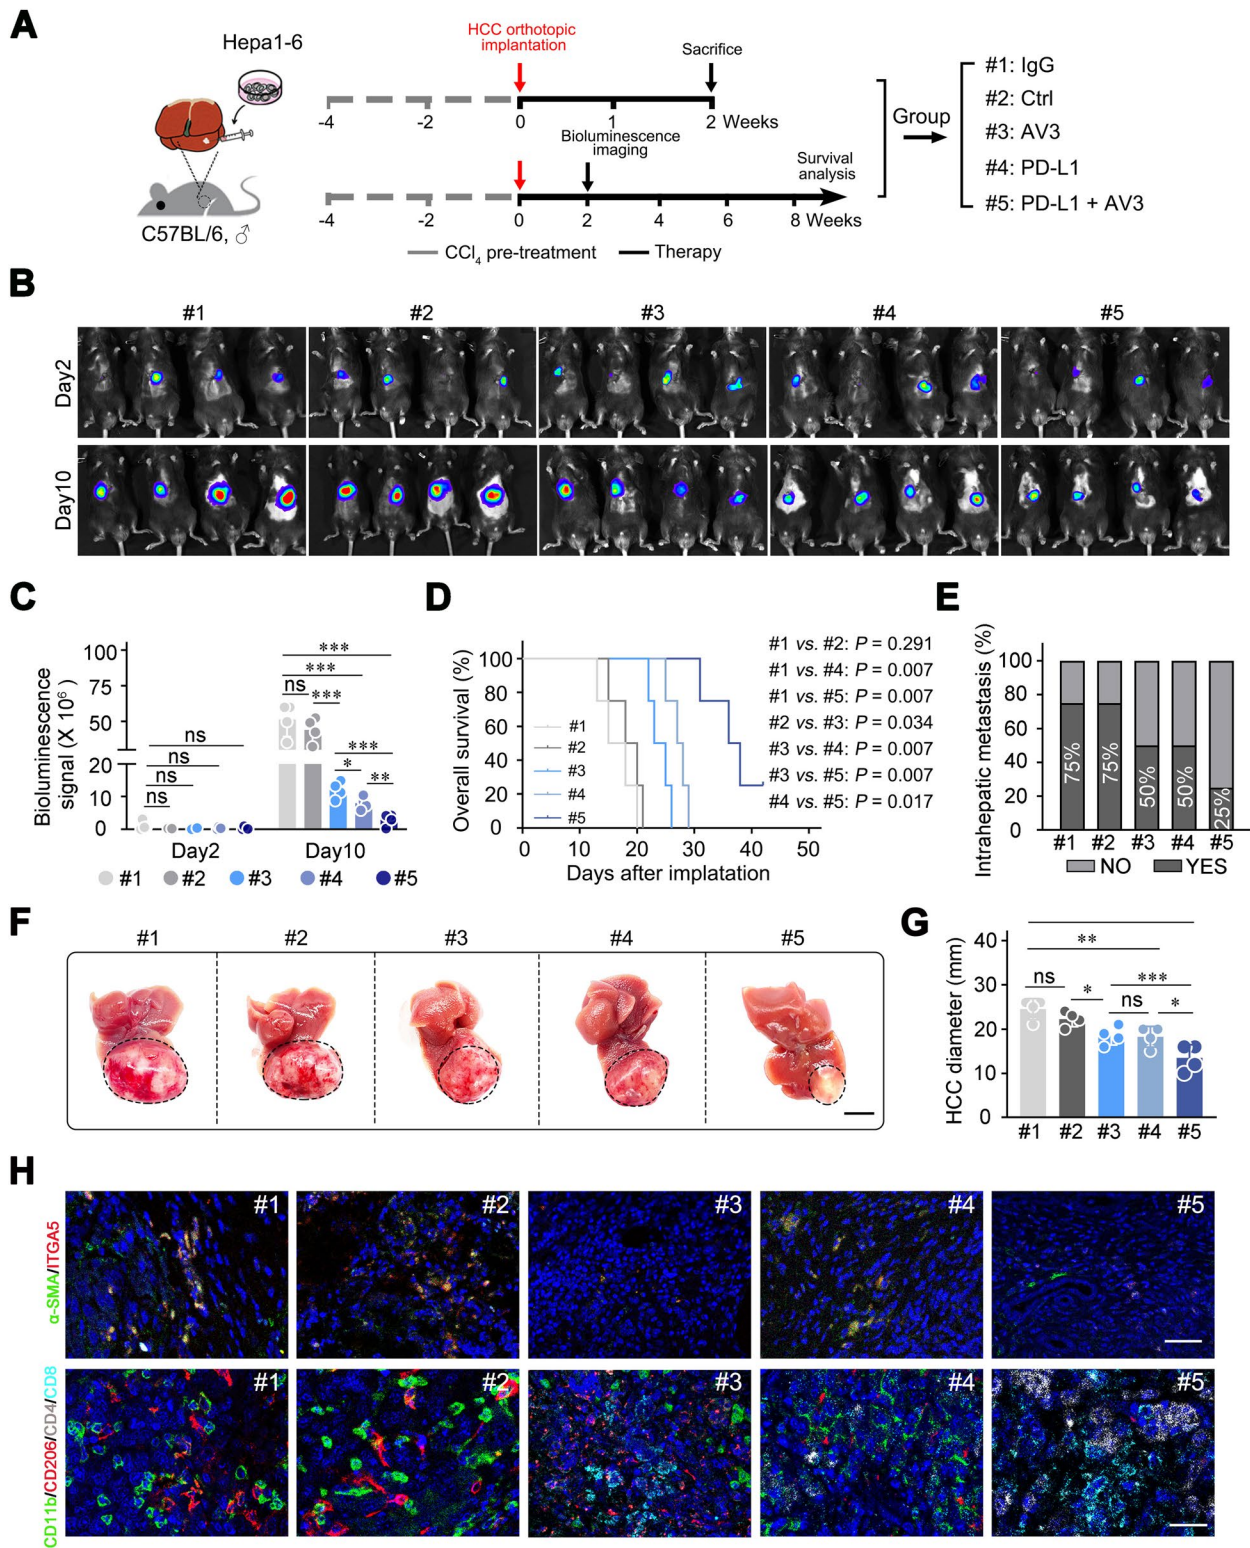 A
Hepa1-6
C57BL/6, ♂
HCC orthotopic
implantation
Sacrifice
-4 -2 0 1 2 Weeks
Bioluminescence
imaging
Survival
analysis
-4 -2 0 2 4 6 8 Weeks
CCl4 pre-treatment Therapy
Group
#1: IgG
#2: Ctrl
#3: AV3
#4: PD-L1
#5: PD-L1 + AV3
B
#1 #2 #3 #4 #5
Day2
Day10
C
Bioluminescence
signal (X 10⁶)
100
75
50
20
10
0
ns
ns
ns
ns
***
***
ns ***
***
*
**
Day2 Day10
#1 #2 #3 #4 #5
D
Overall survival (%)
100
80
60
40
20
0
#1
#2
#3
#4
#5
0 10 20 30 40 50
Days after implatation
#1 vs. #2: P = 0.291
#1 vs. #4: P = 0.007
#1 vs. #5: P = 0.007
#2 vs. #3: P = 0.034
#3 vs. #4: P = 0.007
#3 vs. #5: P = 0.007
#4 vs. #5: P = 0.017
E
Intrahepatic metastasis (%)
100
80
60
40
20
0
75% 75% 50% 50% 25%
#1 #2 #3 #4 #5
NO YES
F
#1 #2 #3 #4 #5
G
HCC diameter (mm)
40
30
20
10
0
**
ns * ***
ns *
#1 #2 #3 #4 #5
H
α-SMA/ITGA5
#1 #2 #3 #4 #5
CD11b/CD206/CD4/CD8
#1 #2 #3 #4 #5